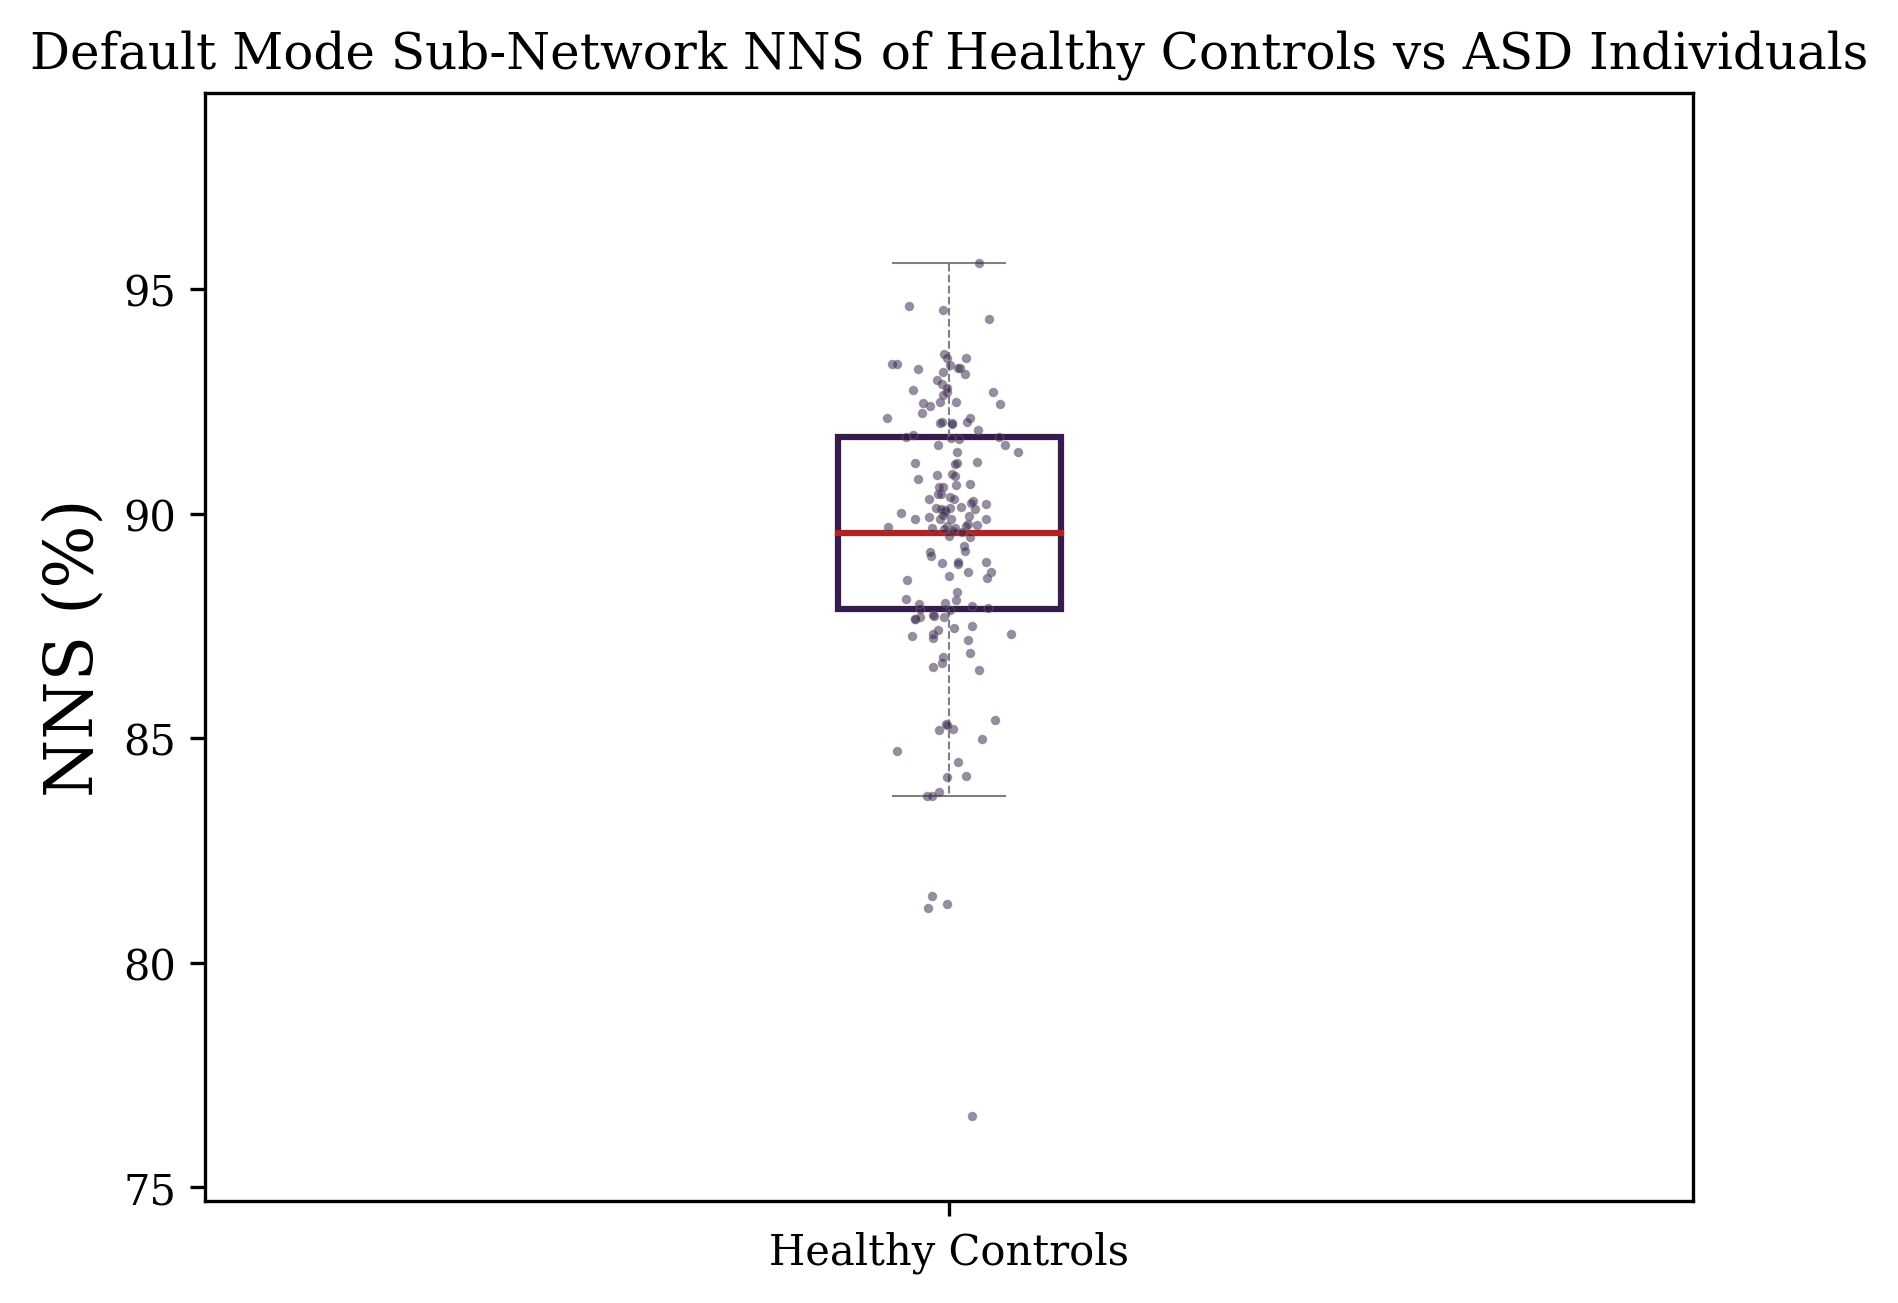 Default Mode Sub-Network NNS of Healthy Controls vs ASD Individuals
NNS (%)
95
90
85
80
75
Healthy Controls